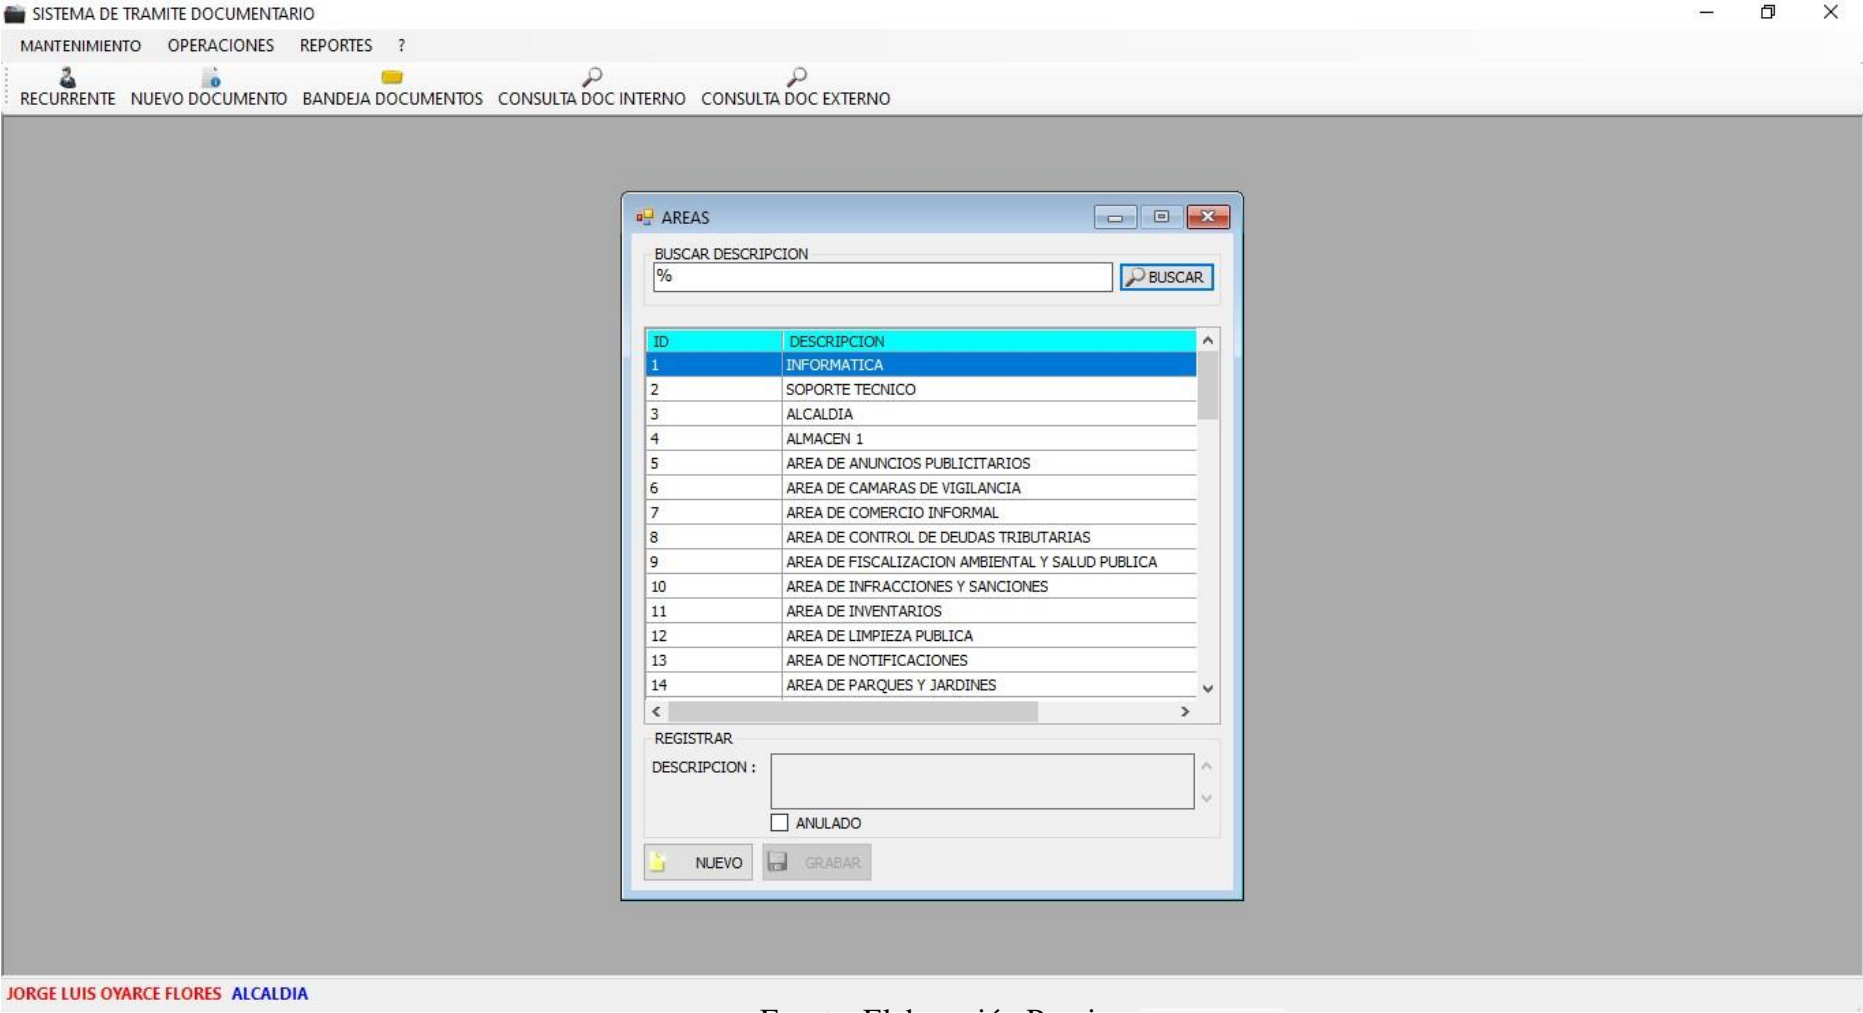 SISTEMA DE TRAMITE DOCUMENTARIO
MANTENIMIENTO OPERACIONES REPORTES ?
RECURRENTE NUEVO DOCUMENTO BANDEJA DOCUMENTOS CONSULTA DOC INTERNO CONSULTA DOC EXTERNO
AREAS
BUSCAR DESCRIPCION
% BUSCAR
ID DESCRIPCION
1 INFORMATICA
2 SOPORTE TECNICO
3 ALCALDIA
4 ALMACEN 1
5 AREA DE ANUNCIOS PUBLICITARIOS
6 AREA DE CAMARAS DE VIGILANCIA
7 AREA DE COMERCIO INFORMAL
8 AREA DE CONTROL DE DEUDAS TRIBUTARIAS
9 AREA DE FISCALIZACION AMBIENTAL Y SALUD PUBLICA
10 AREA DE INFRACCIONES Y SANCIONES
11 AREA DE INVENTARIOS
12 AREA DE LIMPIEZA PUBLICA
13 AREA DE NOTIFICACIONES
14 AREA DE PARQUES Y JARDINES
REGISTRAR
DESCRIPCION :
ANULADO
NUEVO GRABAR
JORGE LUIS OYARCE FLORES ALCALDIA